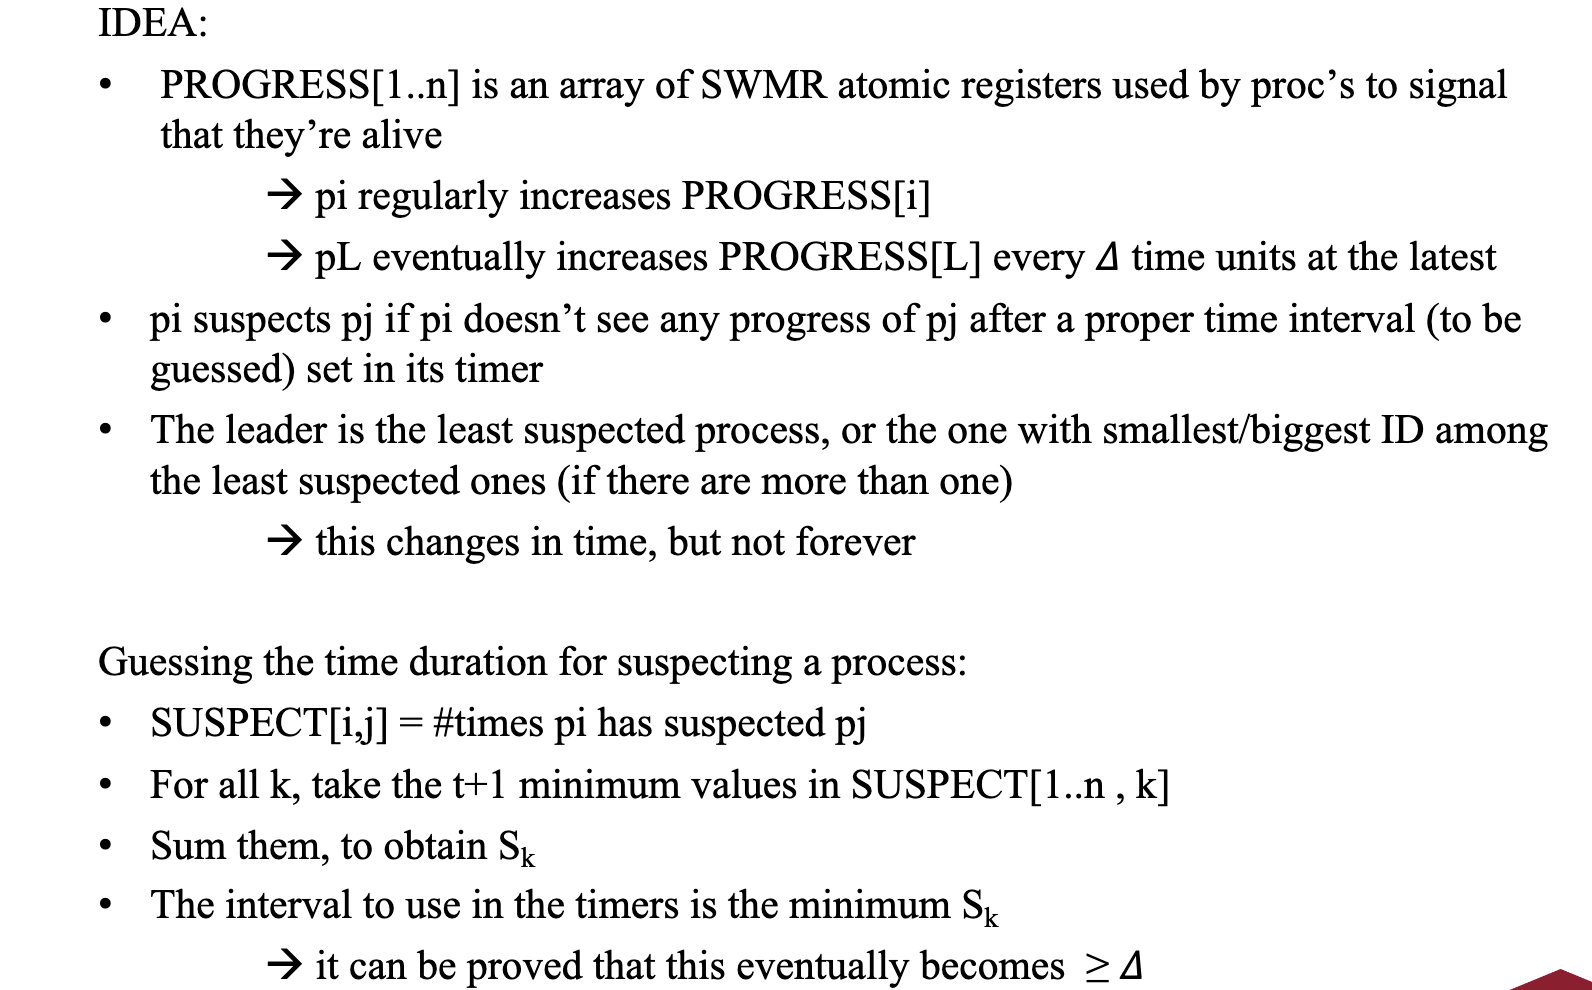 IDEA:
• PROGRESS[1..n] is an array of SWMR atomic registers used by proc’s to signal
that they’re alive
→ pi regularly increases PROGRESS[i]
→ pL eventually increases PROGRESS[L] every Δ time units at the latest
• pi suspects pj if pi doesn’t see any progress of pj after a proper time interval (to be
guessed) set in its timer
• The leader is the least suspected process, or the one with smallest/biggest ID among
the least suspected ones (if there are more than one)
→ this changes in time, but not forever
Guessing the time duration for suspecting a process:
• SUSPECT[i,j] = #times pi has suspected pj
• For all k, take the t+1 minimum values in SUSPECT[1..n , k]
• Sum them, to obtain Sₖ
• The interval to use in the timers is the minimum Sₖ
→ it can be proved that this eventually becomes ≥ Δ